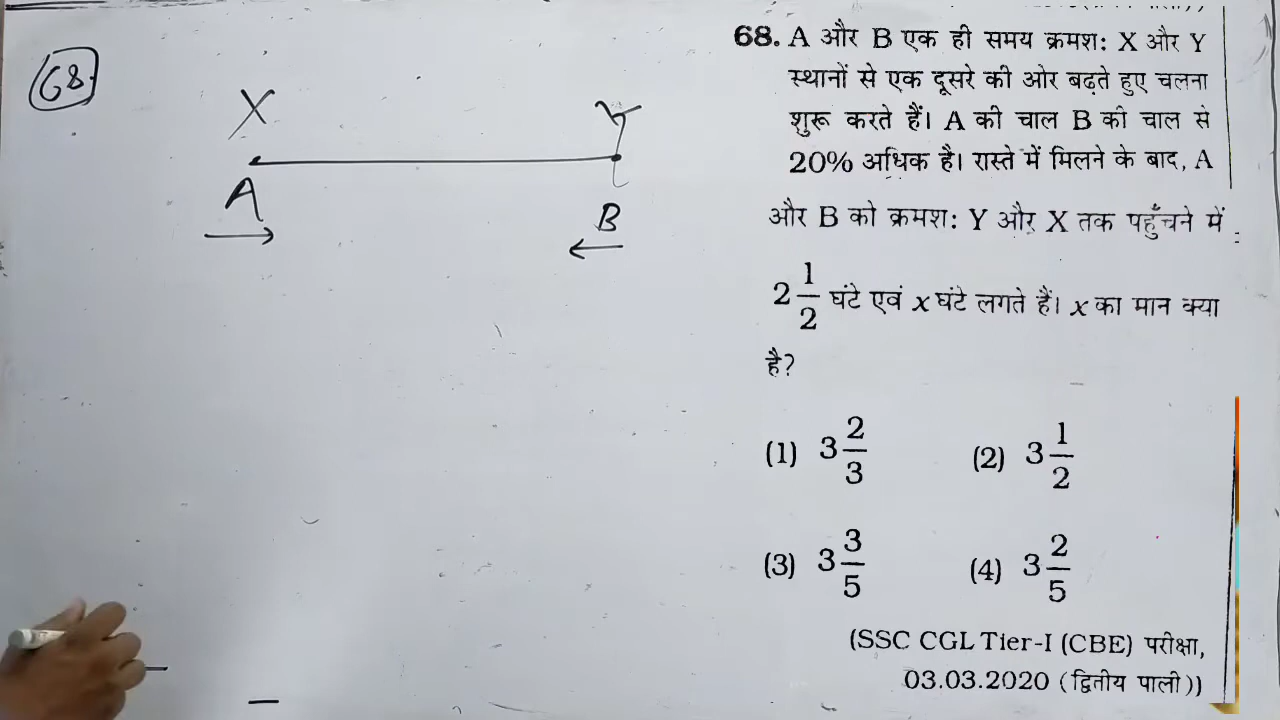 68.
X Y
A B
68. A और B एक ही समय क्रमश: X और Y
स्थानों से एक दूसरे की ओर बढ़ते हुए चलना
शुरू करते हैं। A की चाल B की चाल से
20% अधिक है। रास्ते में मिलने के बाद, A
और B को क्रमश: Y और X तक पहुँचने में
2 1/2 घंटे एवं x घंटे लगते हैं। x का मान क्या
है?
(1) 3 2/3 (2) 3 1/2
(3) 3 3/5 (4) 3 2/5
(SSC CGL Tier-I (CBE) परीक्षा,
03.03.2020 (द्वितीय पाली))